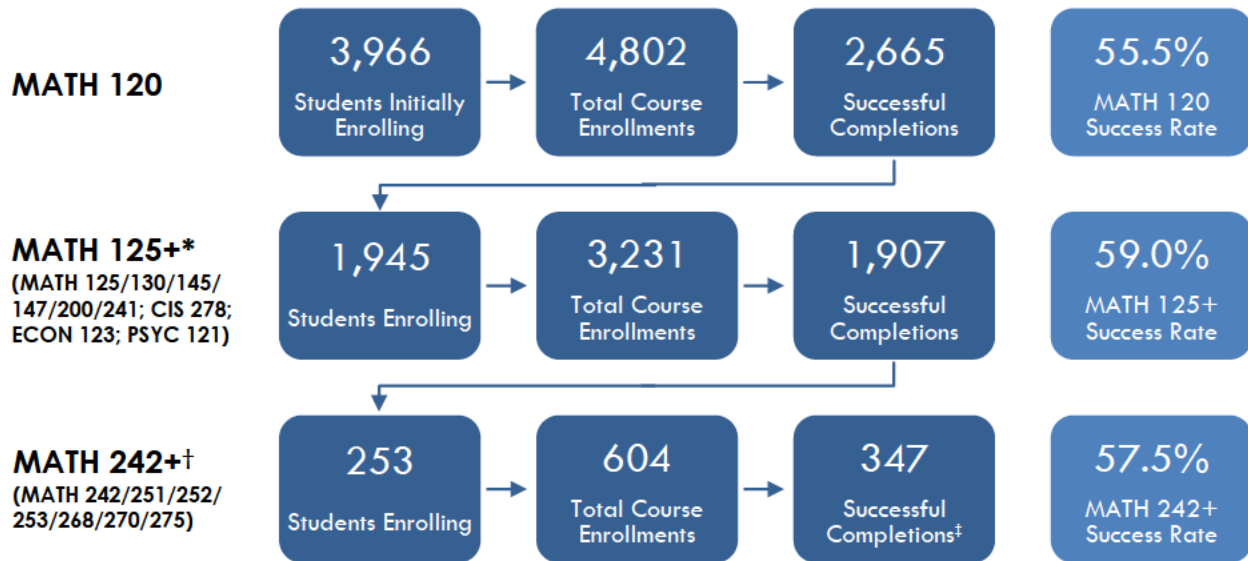 MATH 120
3,966
Students Initially
Enrolling
4,802
Total Course
Enrollments
2,665
Successful
Completions
55.5%
MATH 120
Success Rate
MATH 125+*
(MATH 125/130/145/
147/200/241; CIS 278;
ECON 123; PSYC 121)
1,945
Students Enrolling
3,231
Total Course
Enrollments
1,907
Successful
Completions
59.0%
MATH 125+
Success Rate
MATH 242+†
(MATH 242/251/252/
253/268/270/275)
253
Students Enrolling
604
Total Course
Enrollments
347
Successful
Completions‡
57.5%
MATH 242+
Success Rate